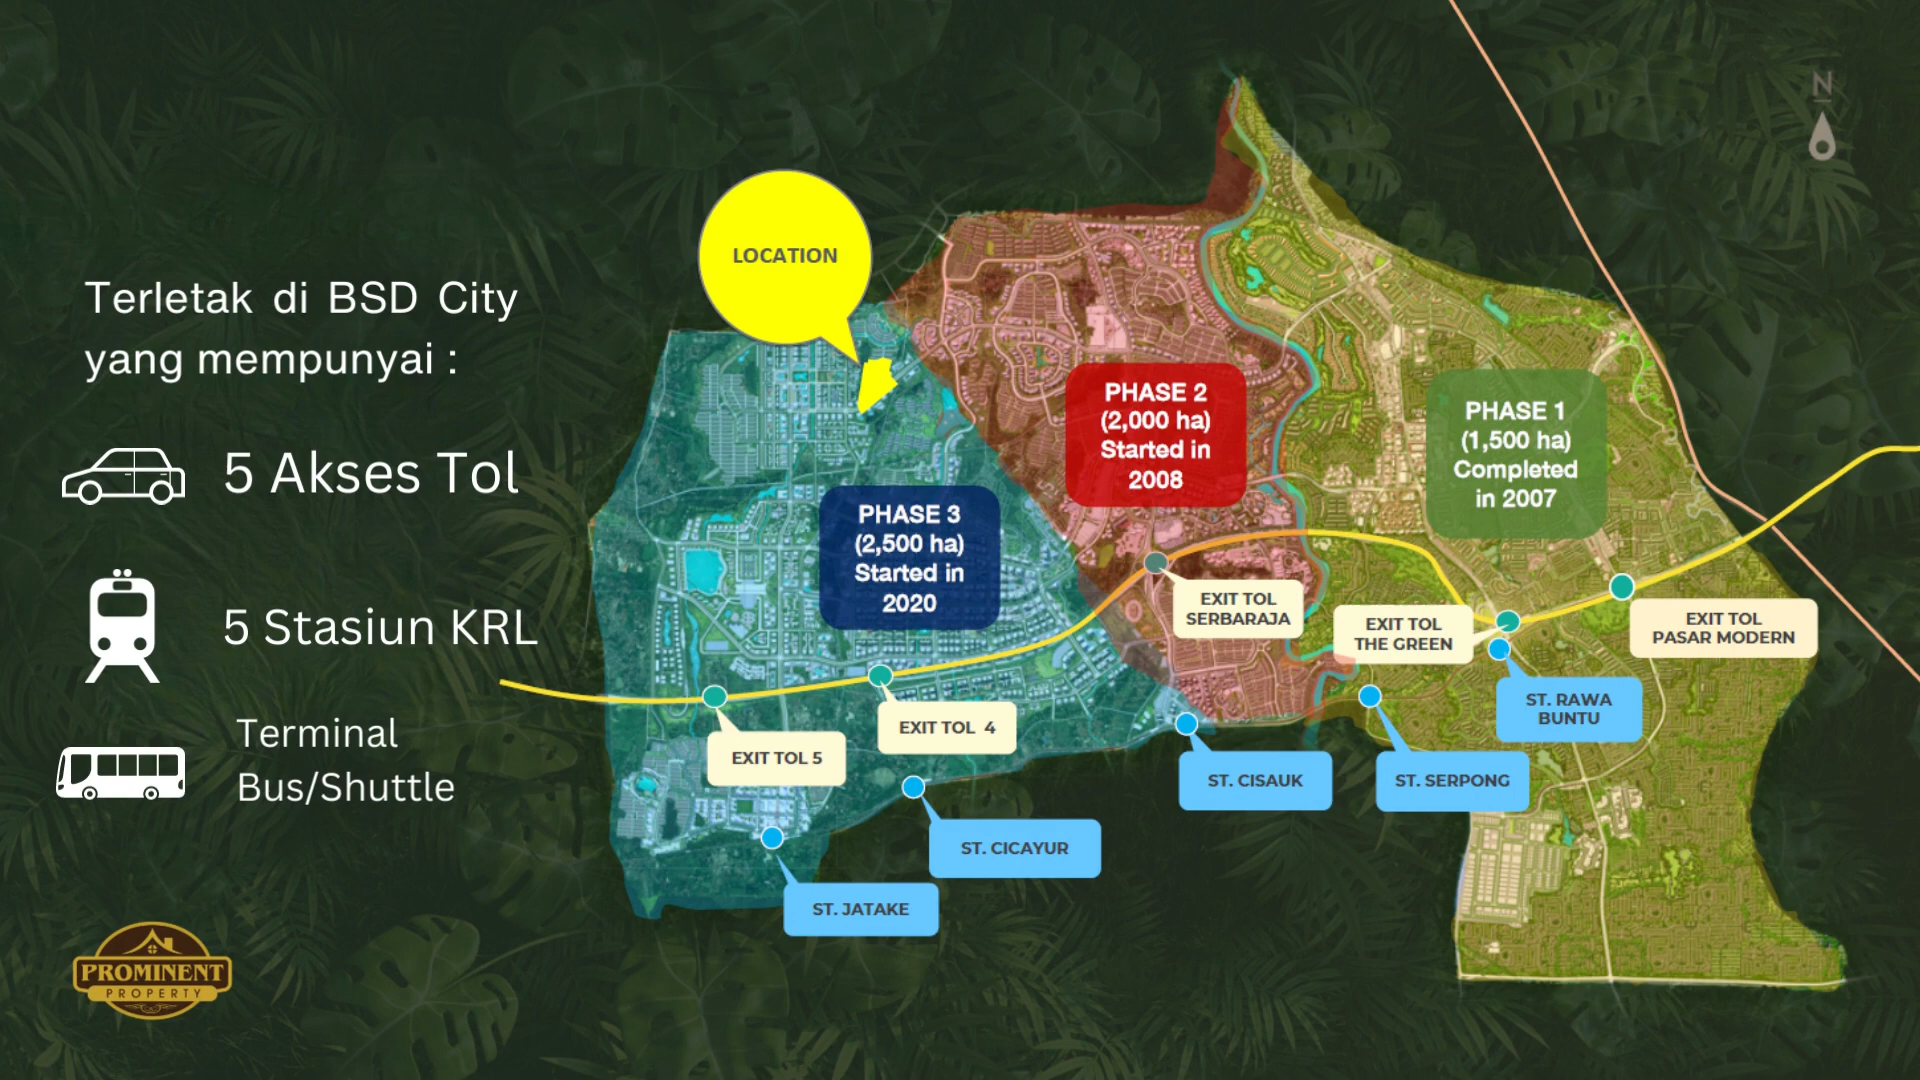 N
LOCATION
Terletak di BSD City
yang mempunyai :
5 Akses Tol
5 Stasiun KRL
Terminal
Bus/Shuttle
PROMINENT
PROPERTY
PHASE 3
(2,500 ha)
Started in
2020
PHASE 2
(2,000 ha)
Started in
2008
PHASE 1
(1,500 ha)
Completed
in 2007
EXIT TOL
SERBARAJA
EXIT TOL
THE GREEN
EXIT TOL
PASAR MODERN
EXIT TOL 4
EXIT TOL 5
ST. RAWA
BUNTU
ST. SERPONG
ST. CISAUK
ST. CICAYUR
ST. JATAKE